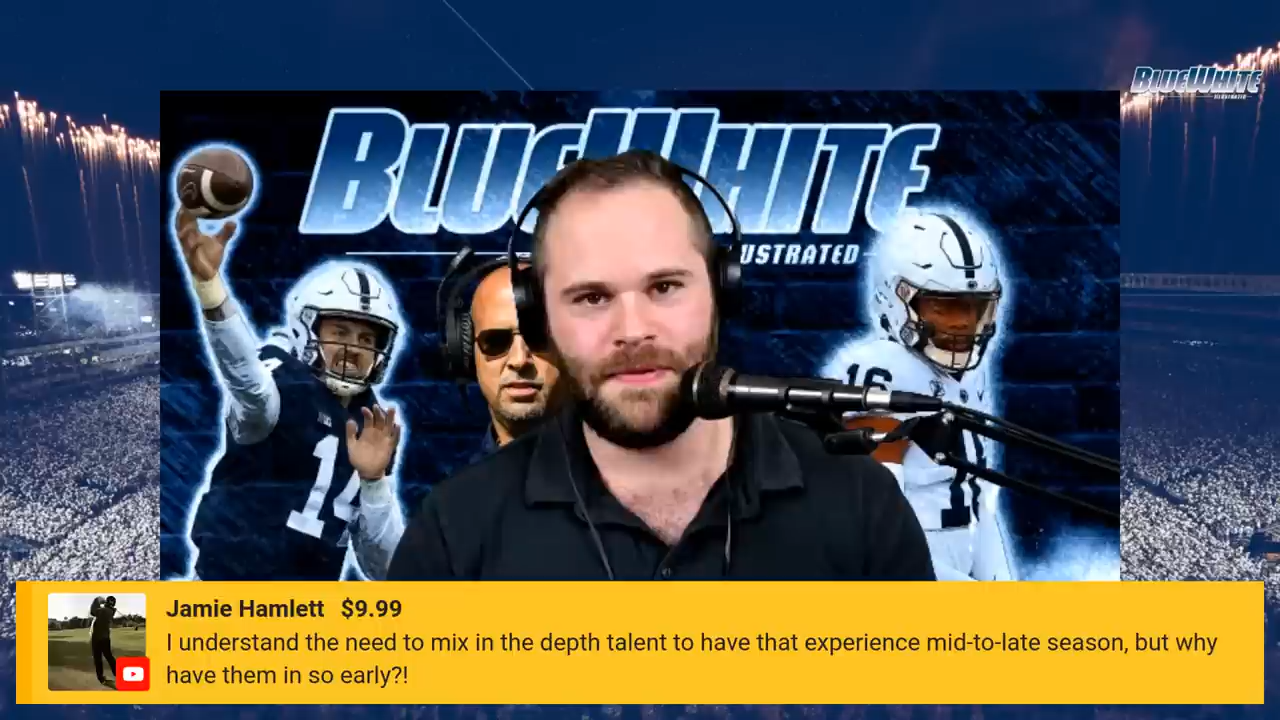 BLUEWHITE
ILLUSTRATED
BLUEWHITE
USTRATED
16
14
Jamie Hamlett $9.99
I understand the need to mix in the depth talent to have that experience mid-to-late season, but why
have them in so early?!